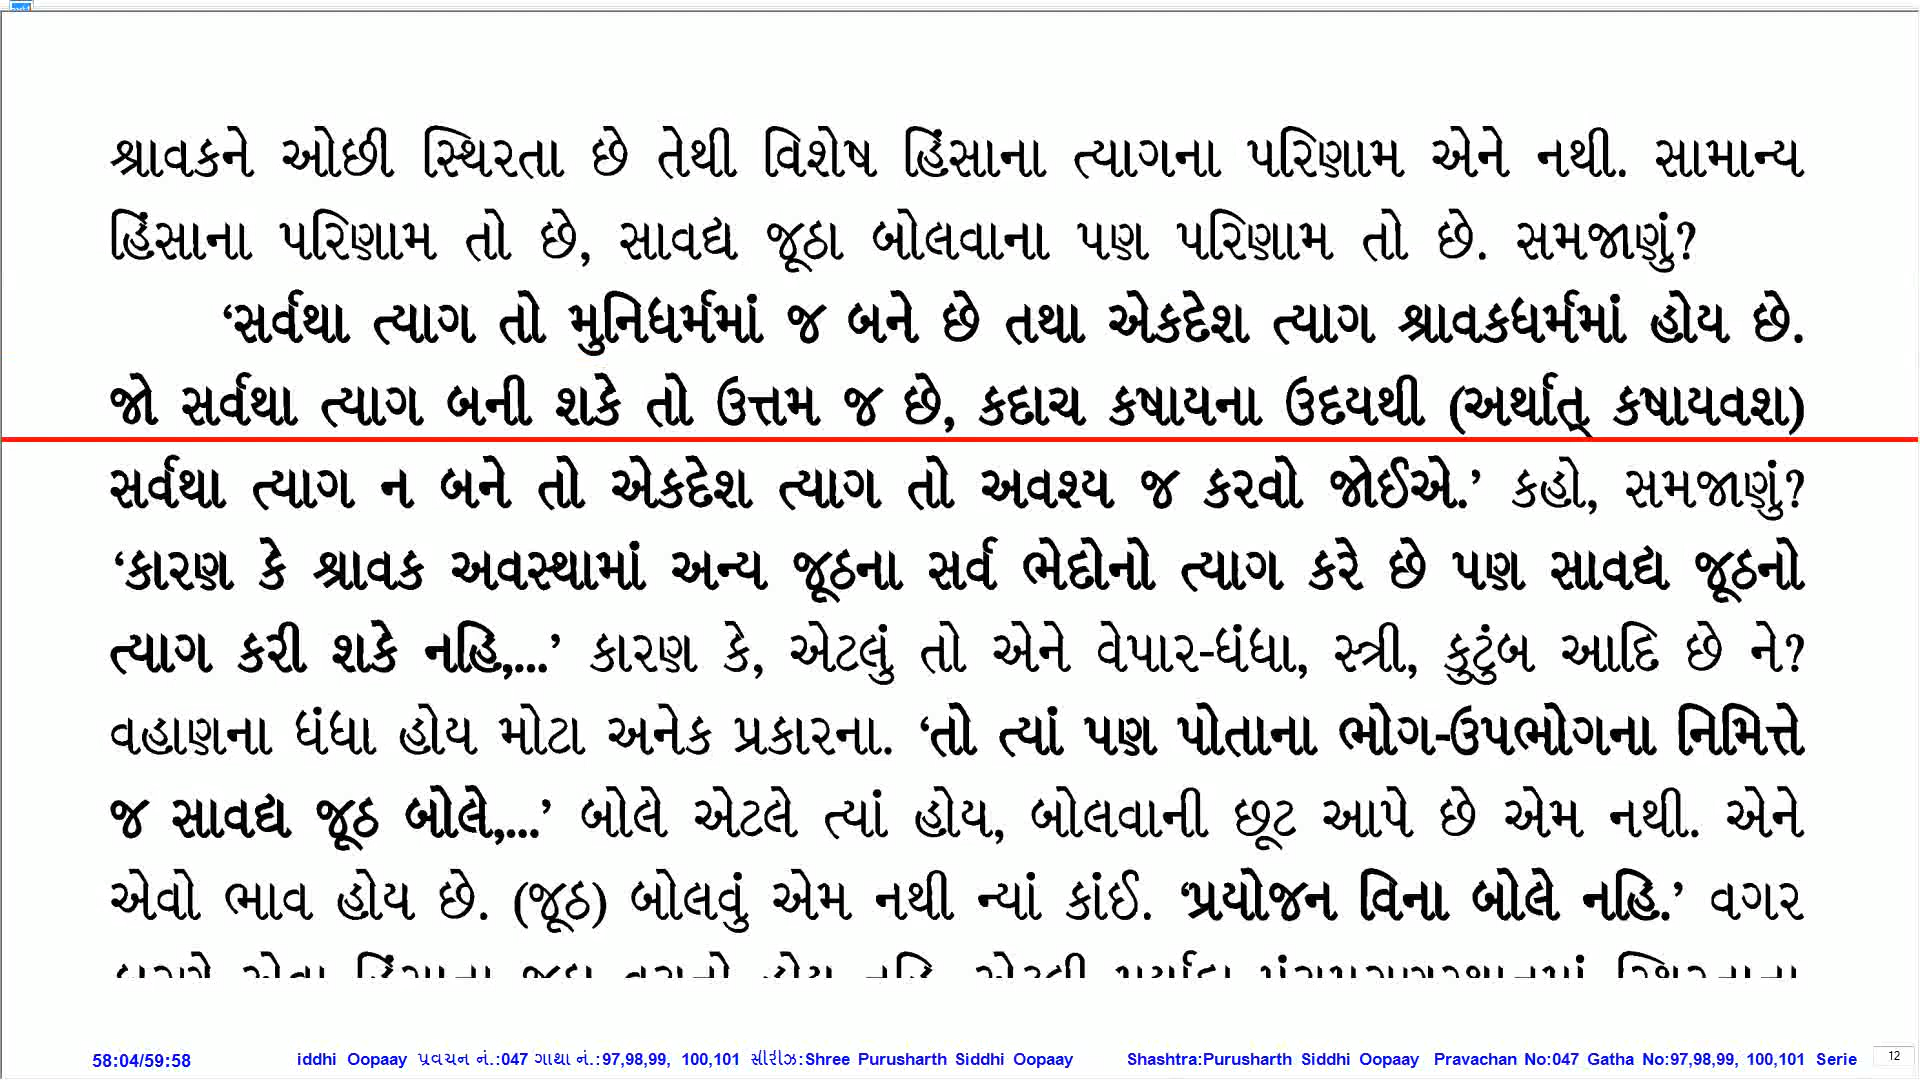 શ્રાવકને ઓછી સ્થિરતા છે તેથી વિશેષ હિંસાના ત્યાગના પરિણામ એને નથી. સામાન્ય
હિંસાના પરિણામ તો છે, સાવદ્ય જૂઠા બોલવાના પણ પરિણામ તો છે. સમજાણું?
‘સર્વથા ત્યાગ તો મુનિધર્મમાં જ બને છે તથા એકદેશ ત્યાગ શ્રાવકધર્મમાં હોય છે.
જો સર્વથા ત્યાગ બની શકે તો ઉત્તમ જ છે, કદાચ કષાયના ઉદયથી (અર્થાત્ કષાયવશ)
સર્વથા ત્યાગ ન બને તો એકદેશ ત્યાગ તો અવશ્ય જ કરવો જોઈએ.’ કહો, સમજાણું?
‘કારણ કે શ્રાવક અવસ્થામાં અન્ય જૂઠના સર્વ ભેદોનો ત્યાગ કરે છે પણ સાવદ્ય જૂઠનો
ત્યાગ કરી શકે નહિ,...’ કારણ કે, એટલું તો એને વેપાર-ધંધા, સ્ત્રી, કુટુંબ આદિ છે ને?
વહાણના ધંધા હોય મોટા અનેક પ્રકારના. ‘તો ત્યાં પણ પોતાના ભોગ-ઉપભોગના નિમિત્તે
જ સાવદ્ય જૂઠ બોલે,...’ બોલે એટલે ત્યાં હોય, બોલવાની છૂટ આપે છે એમ નથી. એને
એવો ભાવ હોય છે. (જૂઠ) બોલવું એમ નથી ન્યાં કાંઈ. ‘પ્રયોજન વિના બોલે નહિ.’ વગર
58:04/59:58 iddhi Oopaay પ્રવચન નં.:047 ગાથા નં.:97,98,99, 100,101 સીરીઝ:Shree Purusharth Siddhi Oopaay Shashtra:Purusharth Siddhi Oopaay Pravachan No:047 Gatha No:97,98,99, 100,101 Serie 12